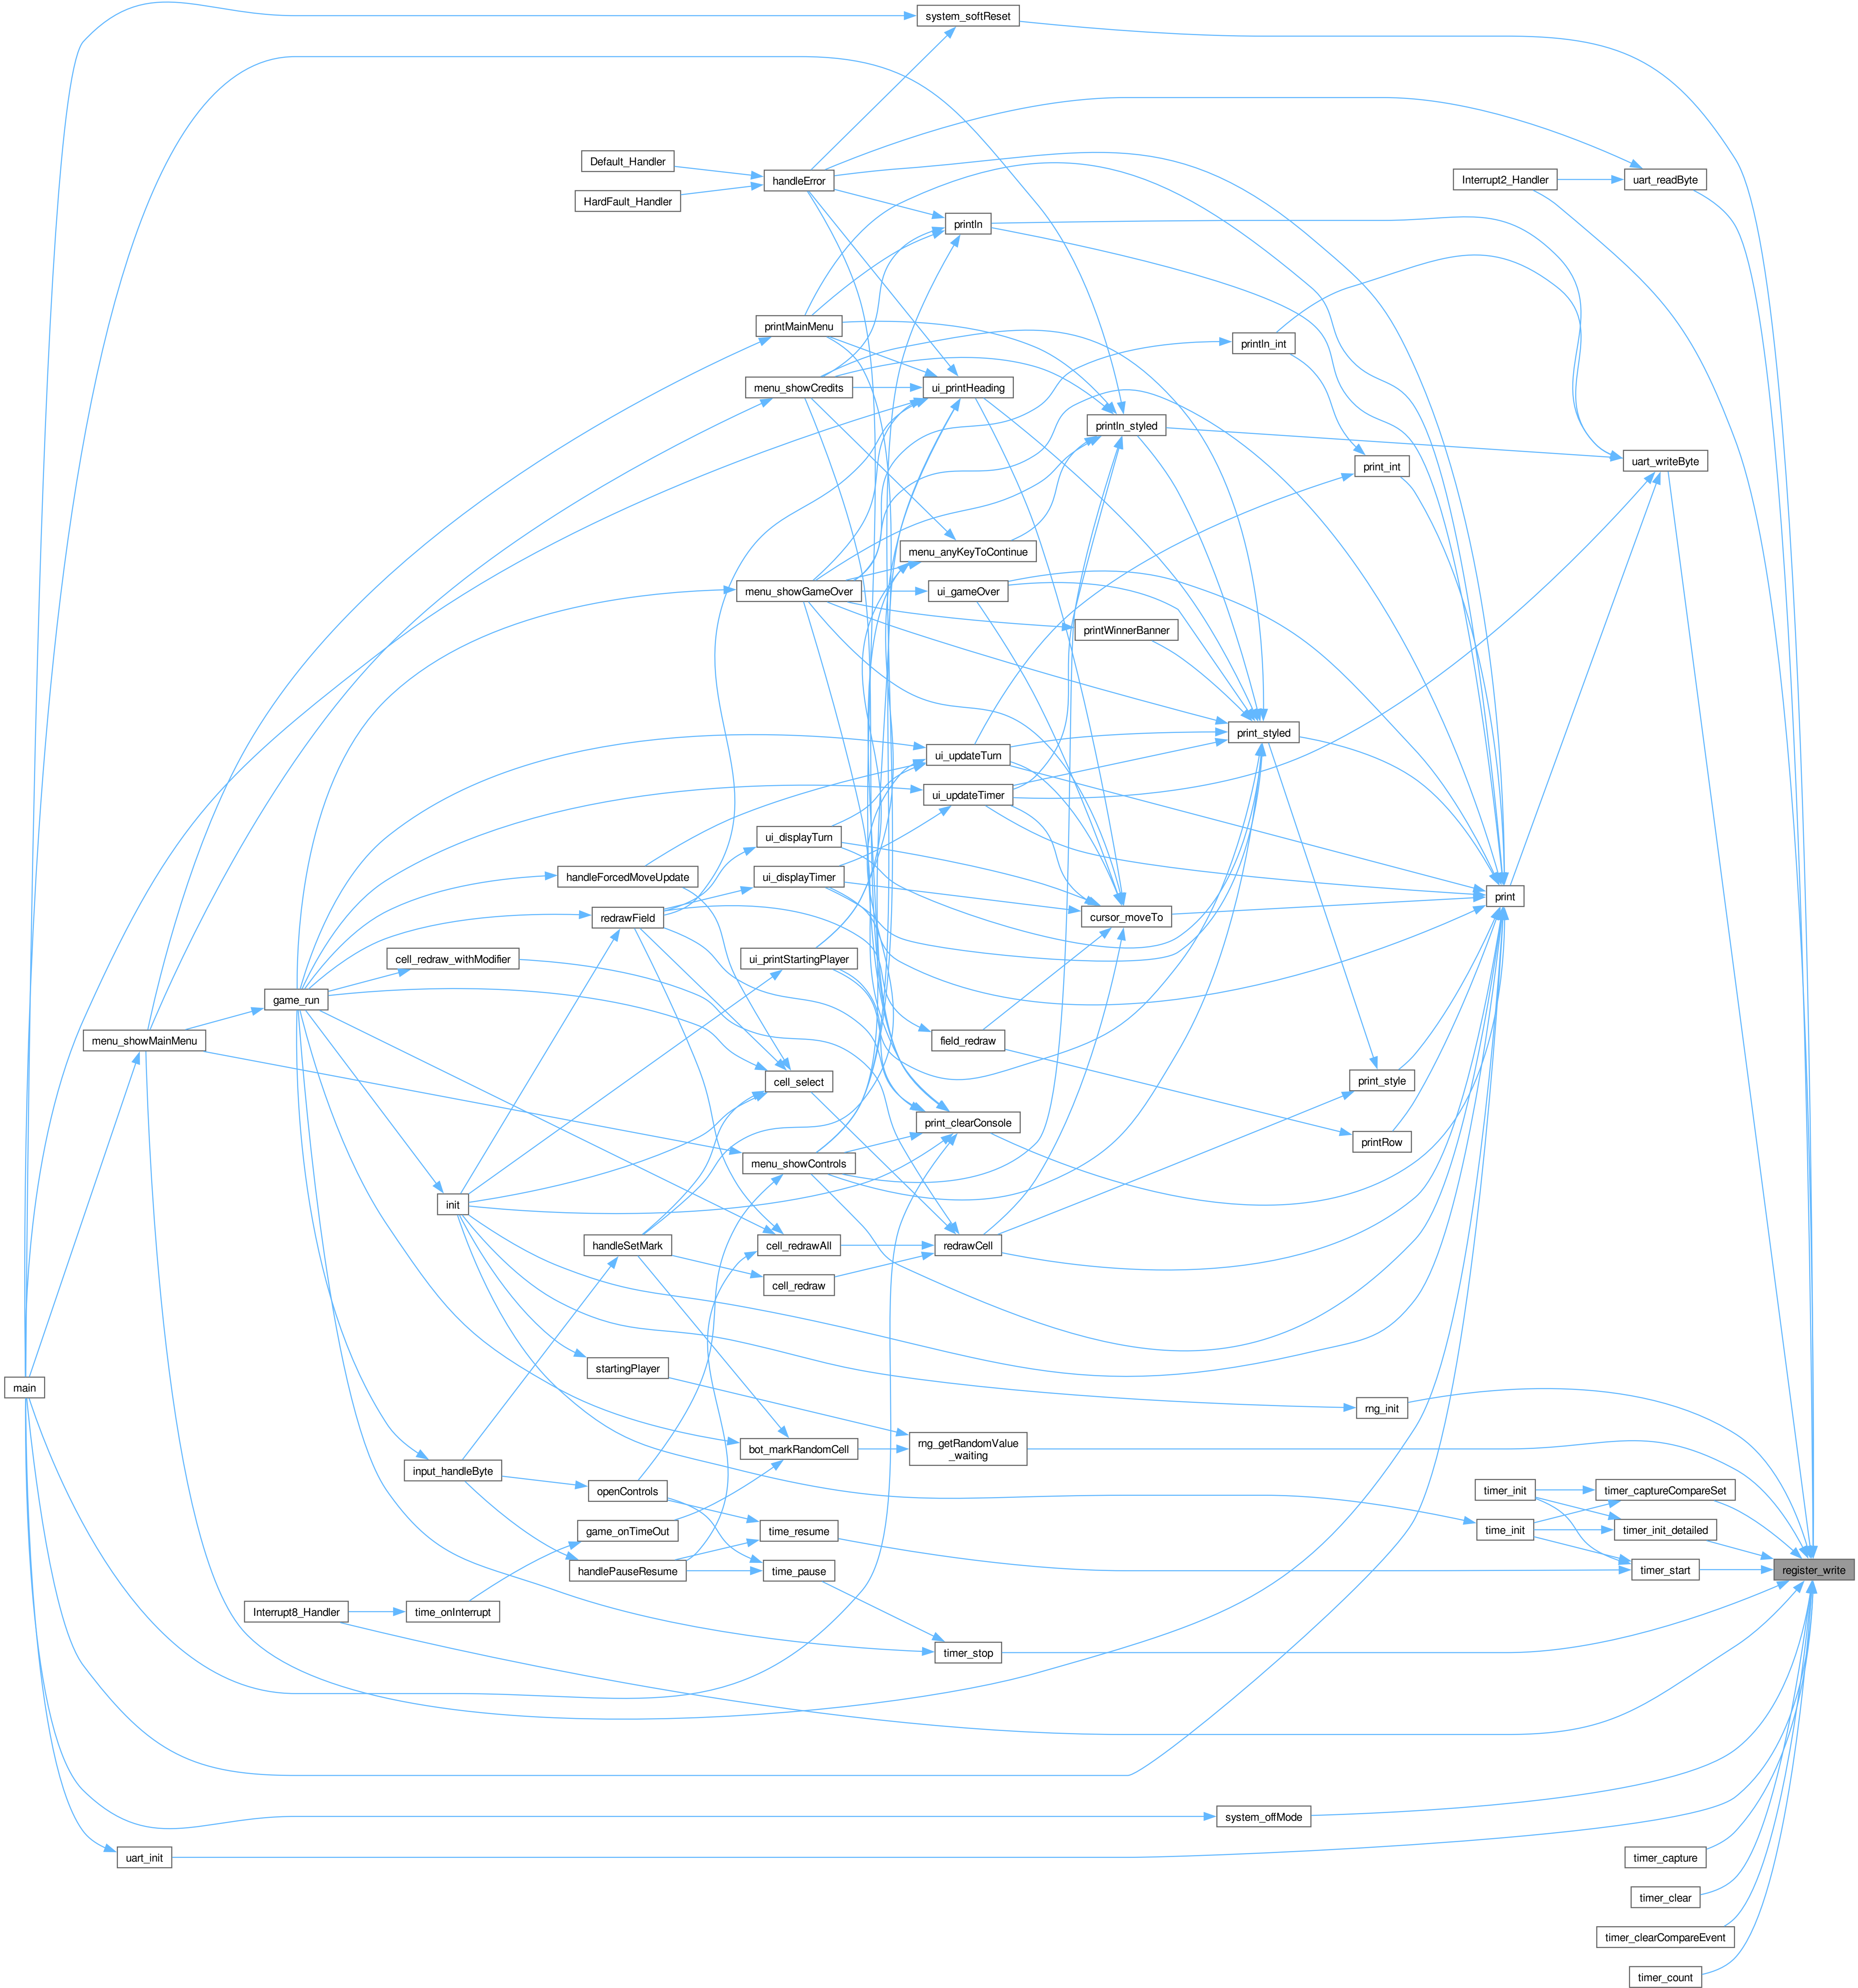 system_softReset
Default_Handler
handleError
Interrupt2_Handler
uart_readByte
HardFault_Handler
println
printMainMenu
println_int
menu_showCredits
ui_printHeading
println_styled
print_int
uart_writeByte
menu_anyKeyToContinue
menu_showGameOver
ui_gameOver
printWinnerBanner
print_styled
ui_updateTurn
ui_updateTimer
ui_displayTurn
handleForcedMoveUpdate
ui_displayTimer
print
redrawField
cursor_moveTo
cell_redraw_withModifier
ui_printStartingPlayer
game_run
menu_showMainMenu
field_redraw
cell_select
print_style
print_clearConsole
printRow
menu_showControls
init
handleSetMark
cell_redrawAll
redrawCell
cell_redraw
startingPlayer
main
rng_init
bot_markRandomCell
rng_getRandomValue
_waiting
input_handleByte
openControls
timer_init
timer_captureCompareSet
game_onTimeOut
time_resume
time_init
timer_init_detailed
handlePauseResume
time_pause
timer_start
register_write
Interrupt8_Handler
time_onInterrupt
timer_stop
system_offMode
uart_init
timer_capture
timer_clear
timer_clearCompareEvent
timer_count